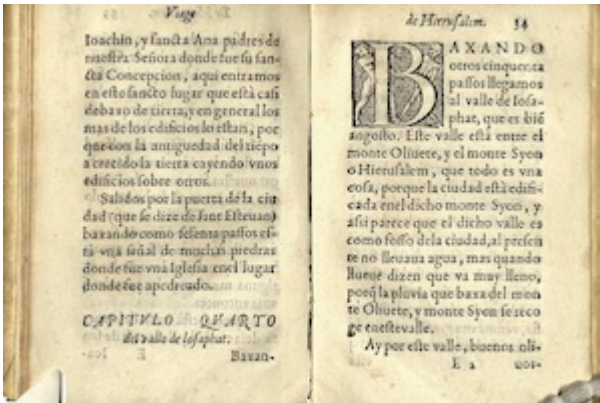 Viage
Ioachin, y sancta Ana padres de
nuestra Señora donde fue su san-
cta Concepcion, aqui entramos
en esto sancto lugar que està casi
debaxo de tierra, y en general los
mas de los edificios lo estan, por
que con la antiguedad del tiẽpo
a crecido la tierra cayendo vnos
edificios sobre otros.
Salidos por la puerta de la ciu
dad (que se dize de sant Esteuan)
baxando como sesenta passos es-
tà vna señal de muchas piedras
donde fue vna Iglesia en el lugar
donde fue apedreado.
CAPITVLO QVARTO
del valle de Iosaphat.
E
Baxan-
de Hierusalem. 34
BAXANDO
otros cinquenta
passos llegamos
al valle de Iosa-
phat, que es biẽ
angosto. Este valle està entre el
monte Oliuete, y el monte Syon
o Hierusalem, que todo es vna
cosa, porque la ciudad està edifi-
cada enel dicho monte Syon, y
assi parece que el dicho valle es
como fosso dela ciudad, al presen
te no lleuaua agua, mas quando
llueue dizen que va muy lleno,
porq̃ la pluvia que baxa del mon
te Oliuete, y monte Syon se reco
ge enestevalle.
Ay por este valle, buenos oli-
E 2
uos-